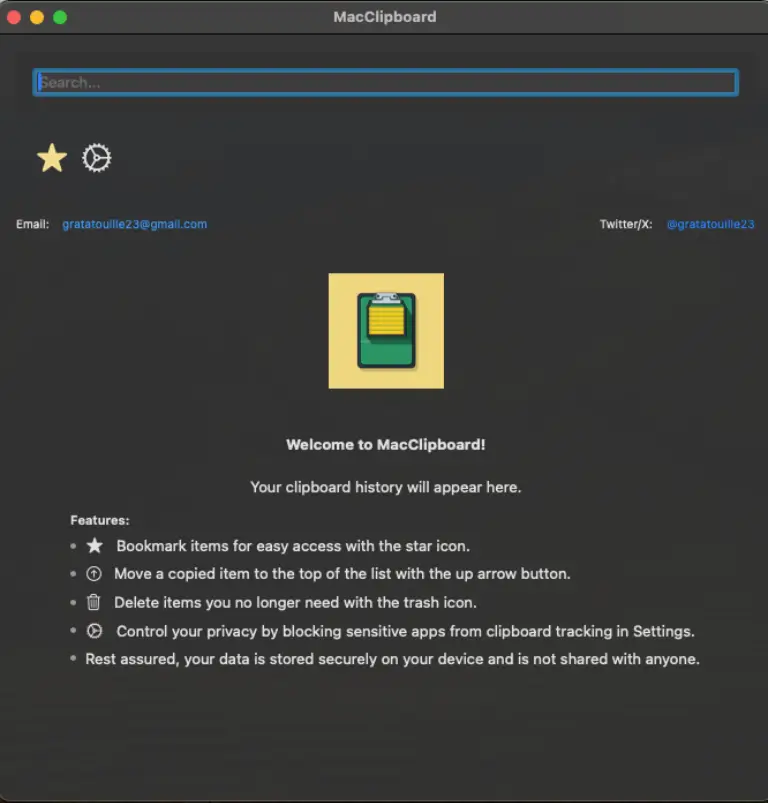 MacClipboard
Search...
Email: gratatouille23@gmail.com
Twitter/X: @gratatouille23
Welcome to MacClipboard!
Your clipboard history will appear here.
Features:
Bookmark items for easy access with the star icon.
Move a copied item to the top of the list with the up arrow button.
Delete items you no longer need with the trash icon.
Control your privacy by blocking sensitive apps from clipboard tracking in Settings.
Rest assured, your data is stored securely on your device and is not shared with anyone.